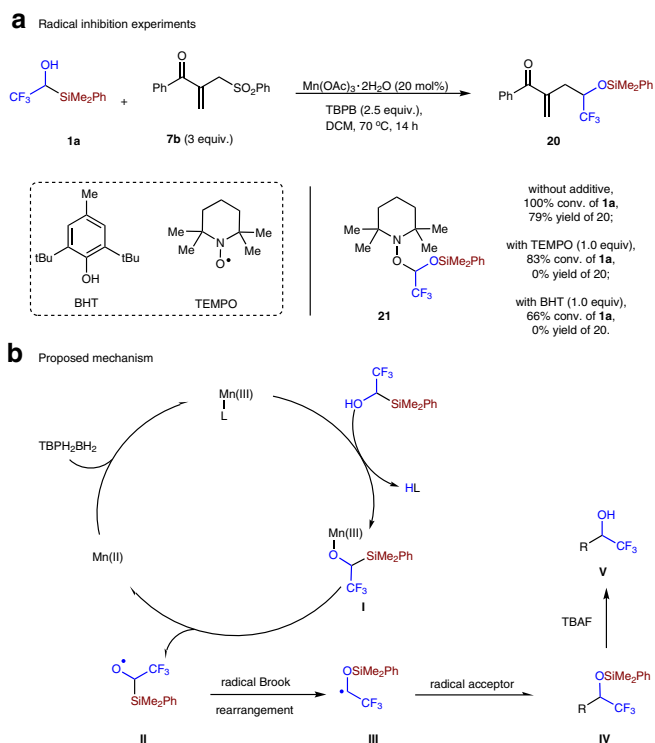 a Radical inhibition experiments
OH
CF3
SiMe2Ph
1a
+
O
Ph
SO2Ph
7b (3 equiv.)
Mn(OAc)3·2H2O (20 mol%)
TBPB (2.5 equiv.),
DCM, 70 °C, 14 h
O
Ph
OSiMe2Ph
CF3
20
Me
tBu
tBu
OH
BHT
Me
Me
N
Me
Me
O•
TEMPO
Me
Me
N
Me
Me
O
OSiMe2Ph
CF3
21
without additive,
100% conv. of 1a,
79% yield of 20;
with TEMPO (1.0 equiv),
83% conv. of 1a,
0% yield of 20;
with BHT (1.0 equiv),
66% conv. of 1a,
0% yield of 20.
b Proposed mechanism
Mn(III)
L
CF3
HO
SiMe2Ph
TBPH2BH2
HL
Mn(III)
O
SiMe2Ph
CF3
I
Mn(II)
OH
R
CF3
V
TBAF
O•
CF3
SiMe2Ph
II
radical Brook
rearrangement
OSiMe2Ph
•
CF3
III
radical acceptor
OSiMe2Ph
R
CF3
IV